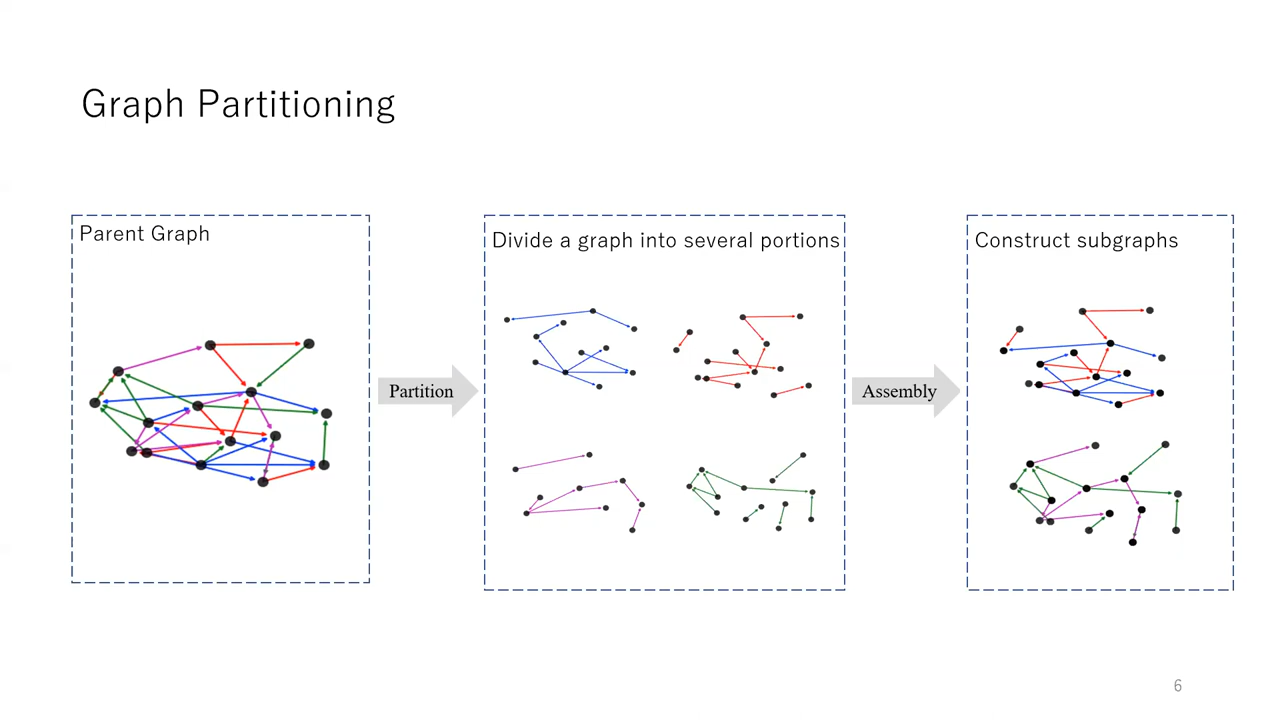 Graph Partitioning
Parent Graph
Partition
Divide a graph into several portions
Assembly
Construct subgraphs
6